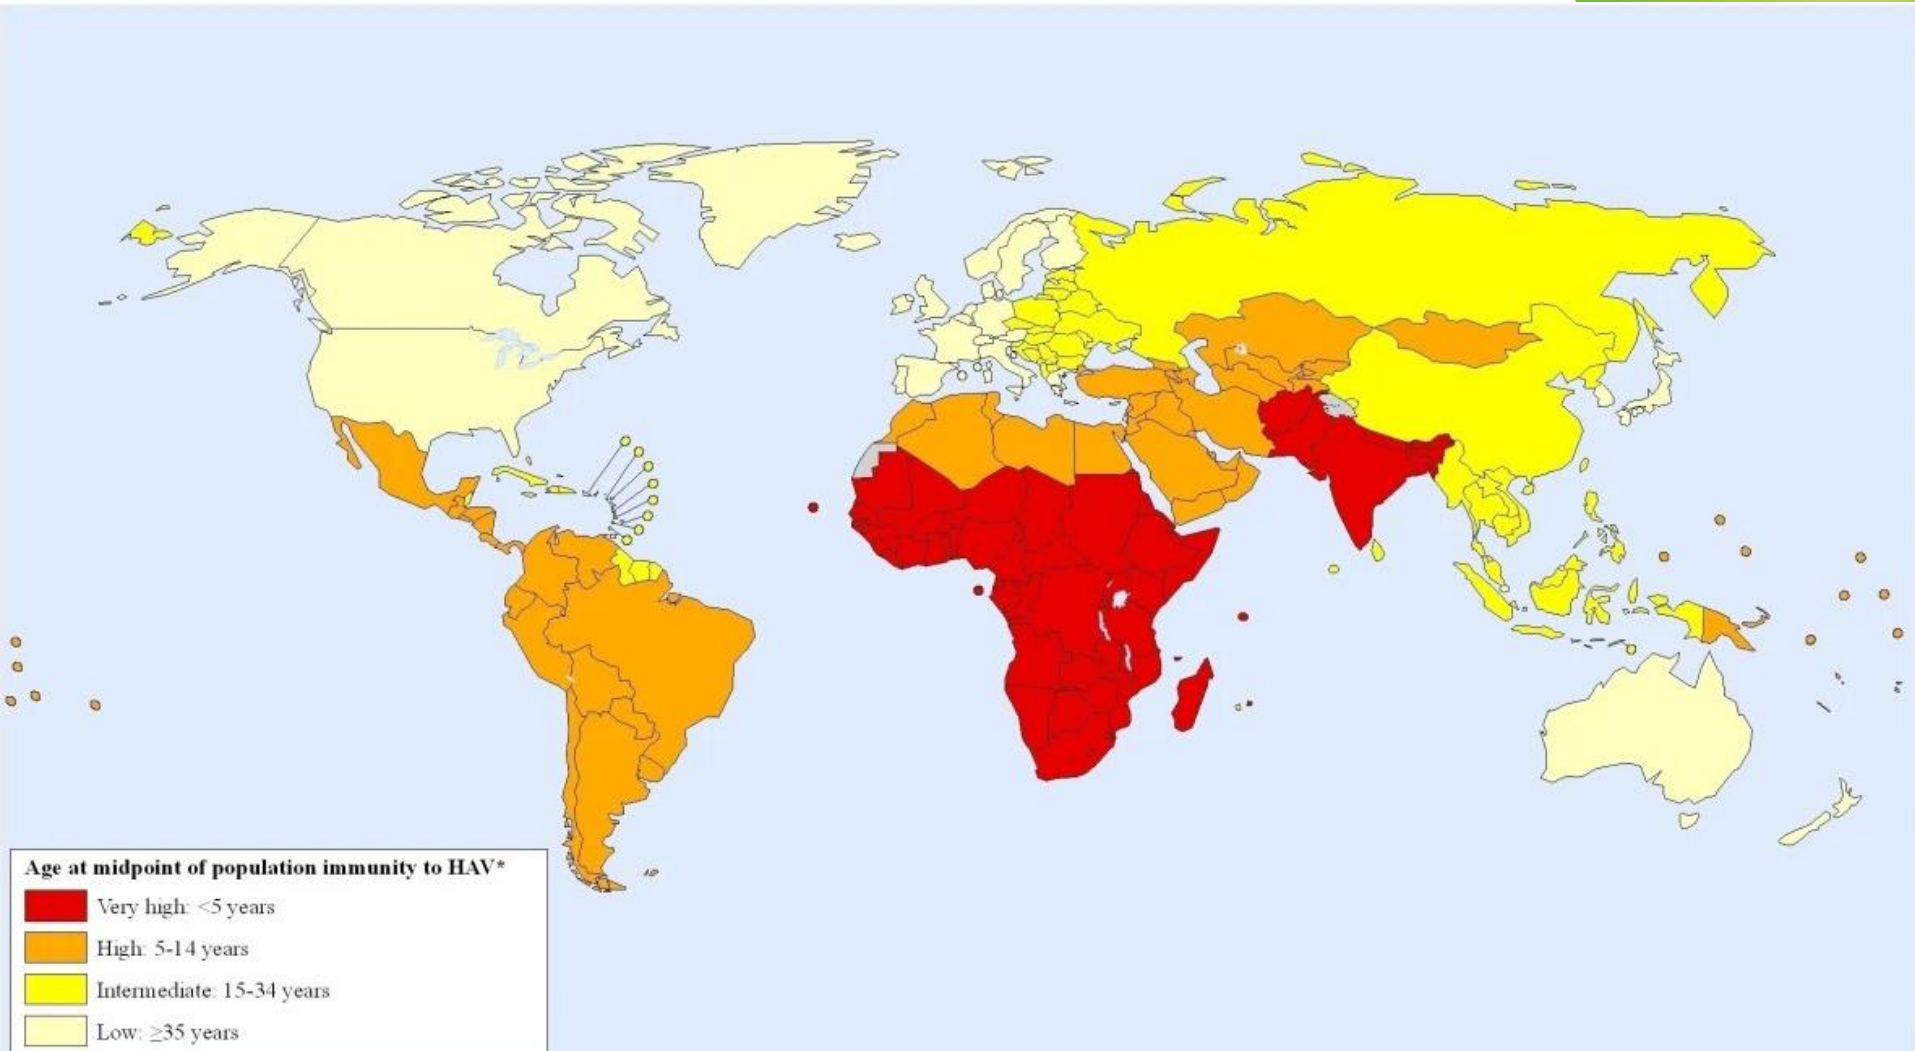 Age at midpoint of population immunity to HAV*
Very high: <5 years
High: 5-14 years
Intermediate: 15-34 years
Low: ≥35 years